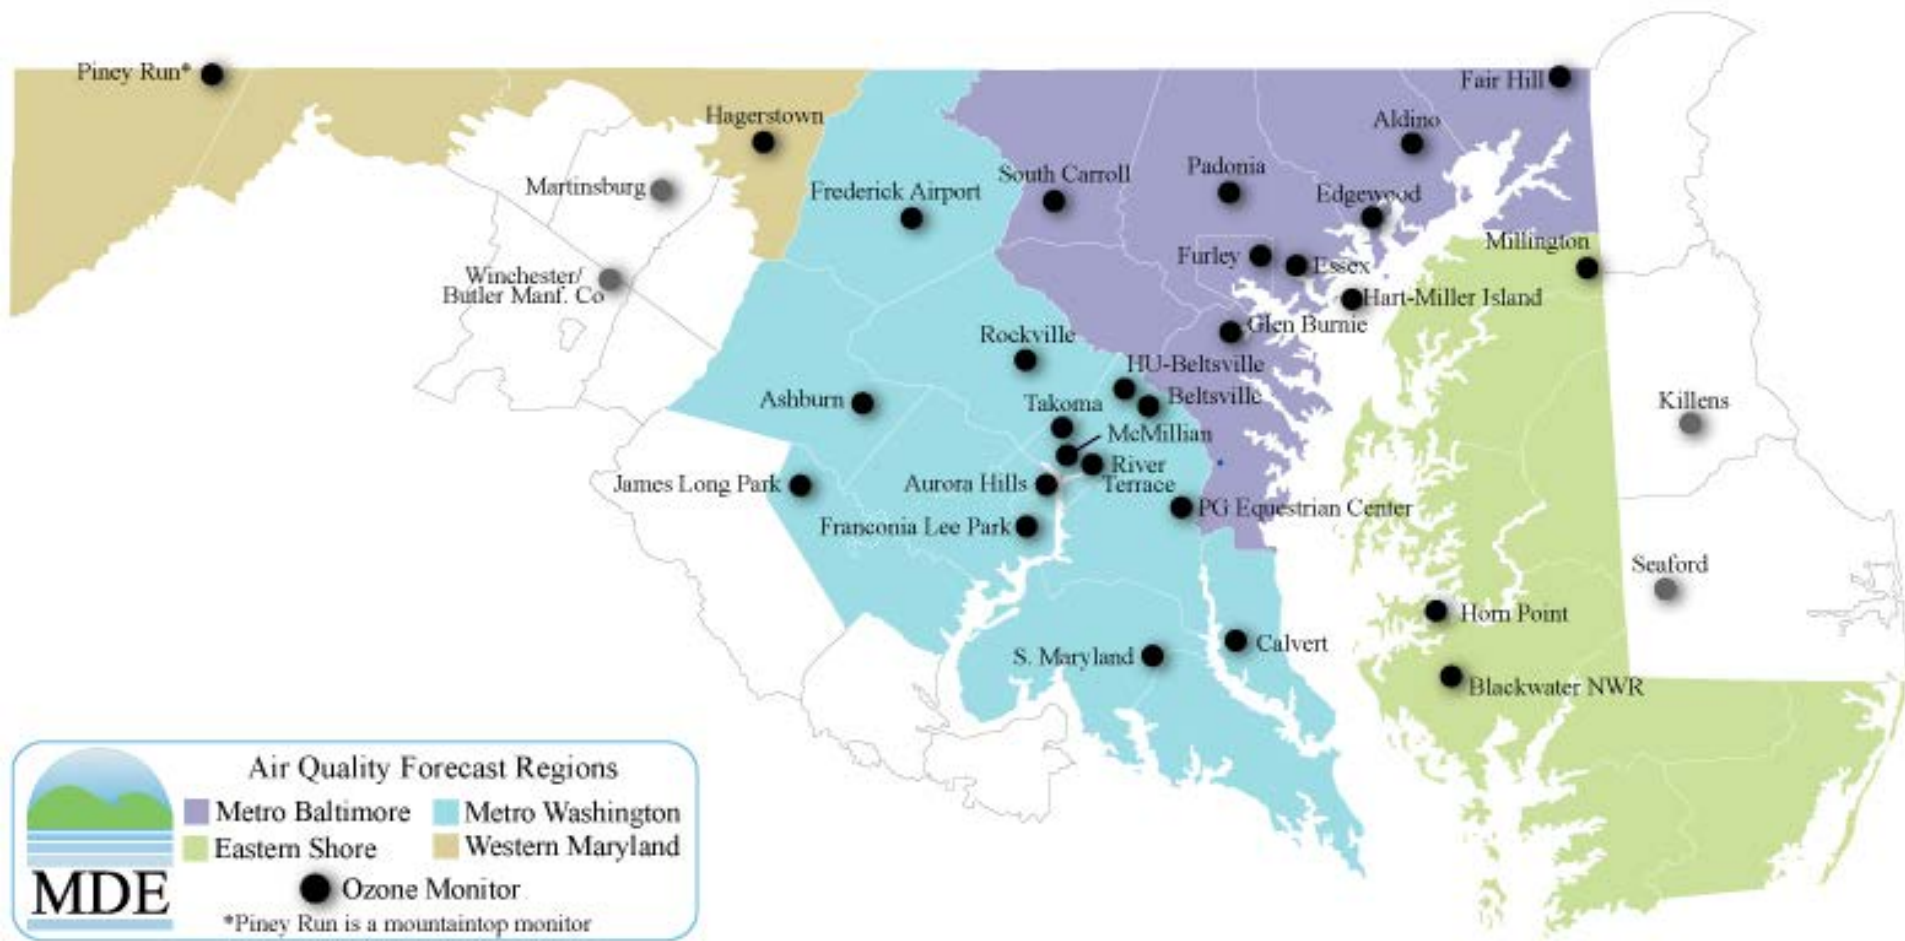 Piney Run*
Fair Hill
Hagerstown
Aldino
Martinsburg
South Carroll
Padonia
Frederick Airport
Edgewood
Millington
Furley
Essex
Winchester/
Butler Manf. Co
Hart-Miller Island
Glen Burnie
Rockville
HU-Beltsville
Ashburn
Takoma
Beltsville
Killens
McMillian
River
Terrace
James Long Park
Aurora Hills
PG Equestrian Center
Franconia Lee Park
Seaford
Horn Point
S. Maryland
Calvert
Blackwater NWR
Air Quality Forecast Regions
Metro Baltimore
Metro Washington
Eastern Shore
Western Maryland
MDE
Ozone Monitor
*Piney Run is a mountaintop monitor